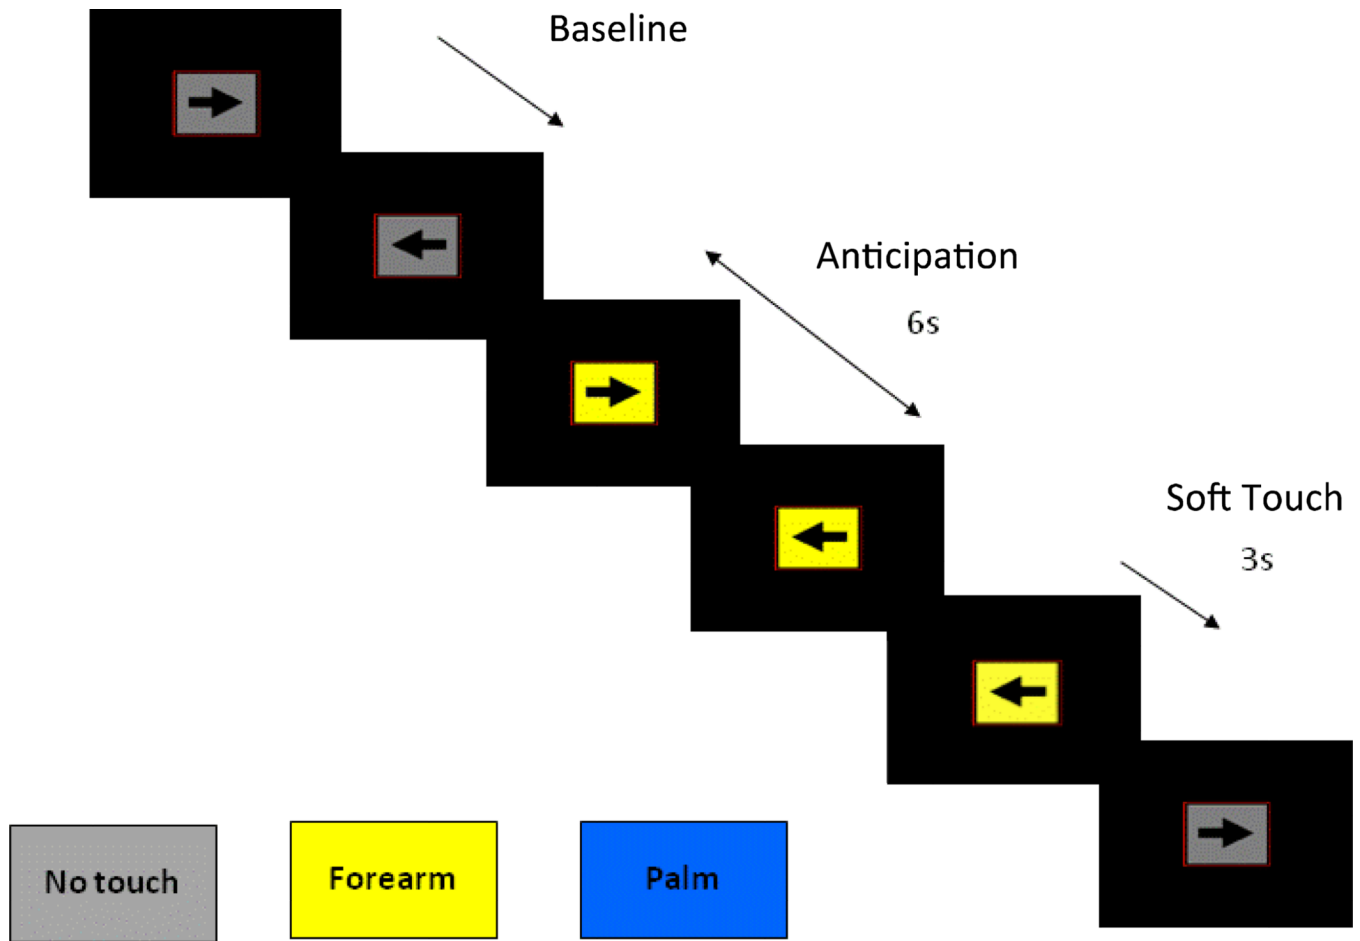 Baseline
Anticipation
6s
Soft Touch
3s
No touch
Forearm
Palm